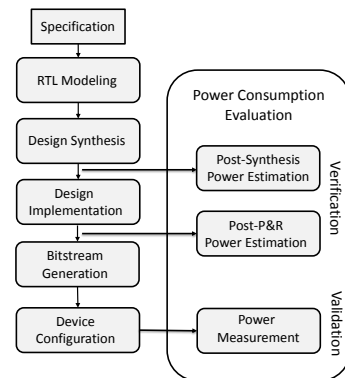 Specification
RTL Modeling
Design Synthesis
Design
Implementation
Bitstream
Generation
Device
Configuration
Power Consumption
Evaluation
Post-Synthesis
Power Estimation
Post-P&R
Power Estimation
Power
Measurement
Verification
Validation